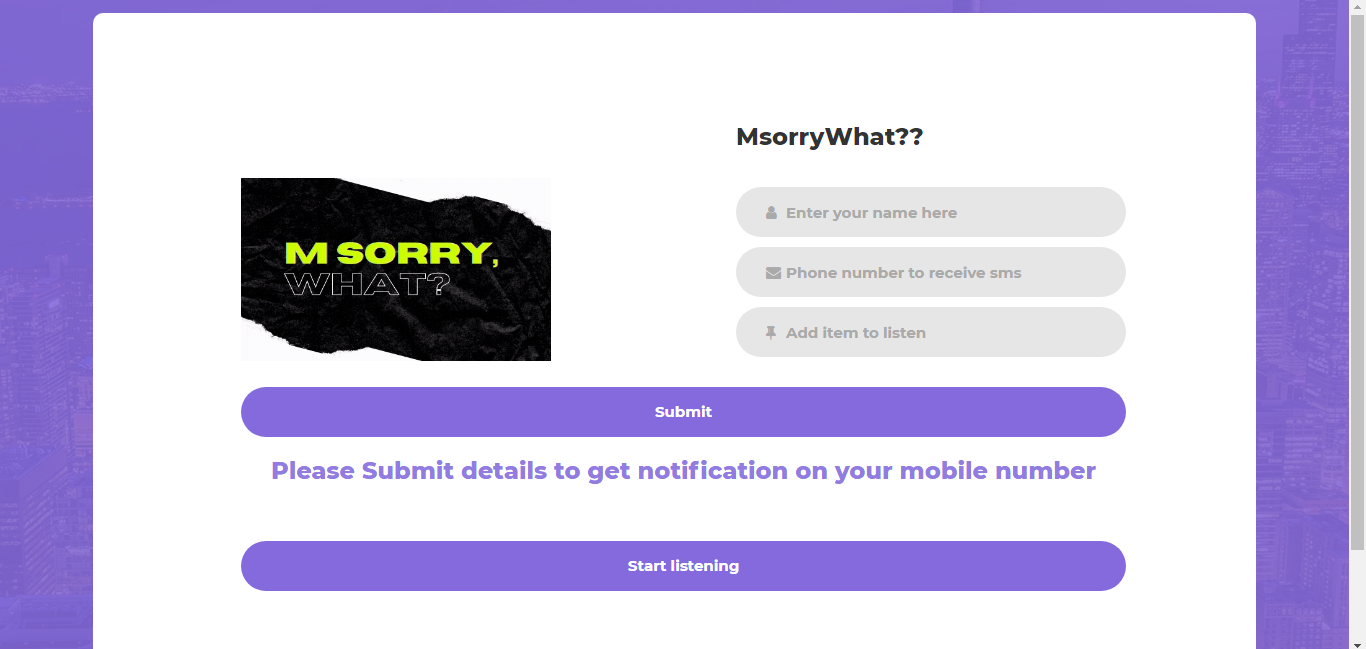 MsorryWhat??
M SORRY,
WHAT?
Enter your name here
Phone number to receive sms
Add item to listen
Submit
Please Submit details to get notification on your mobile number
Start listening